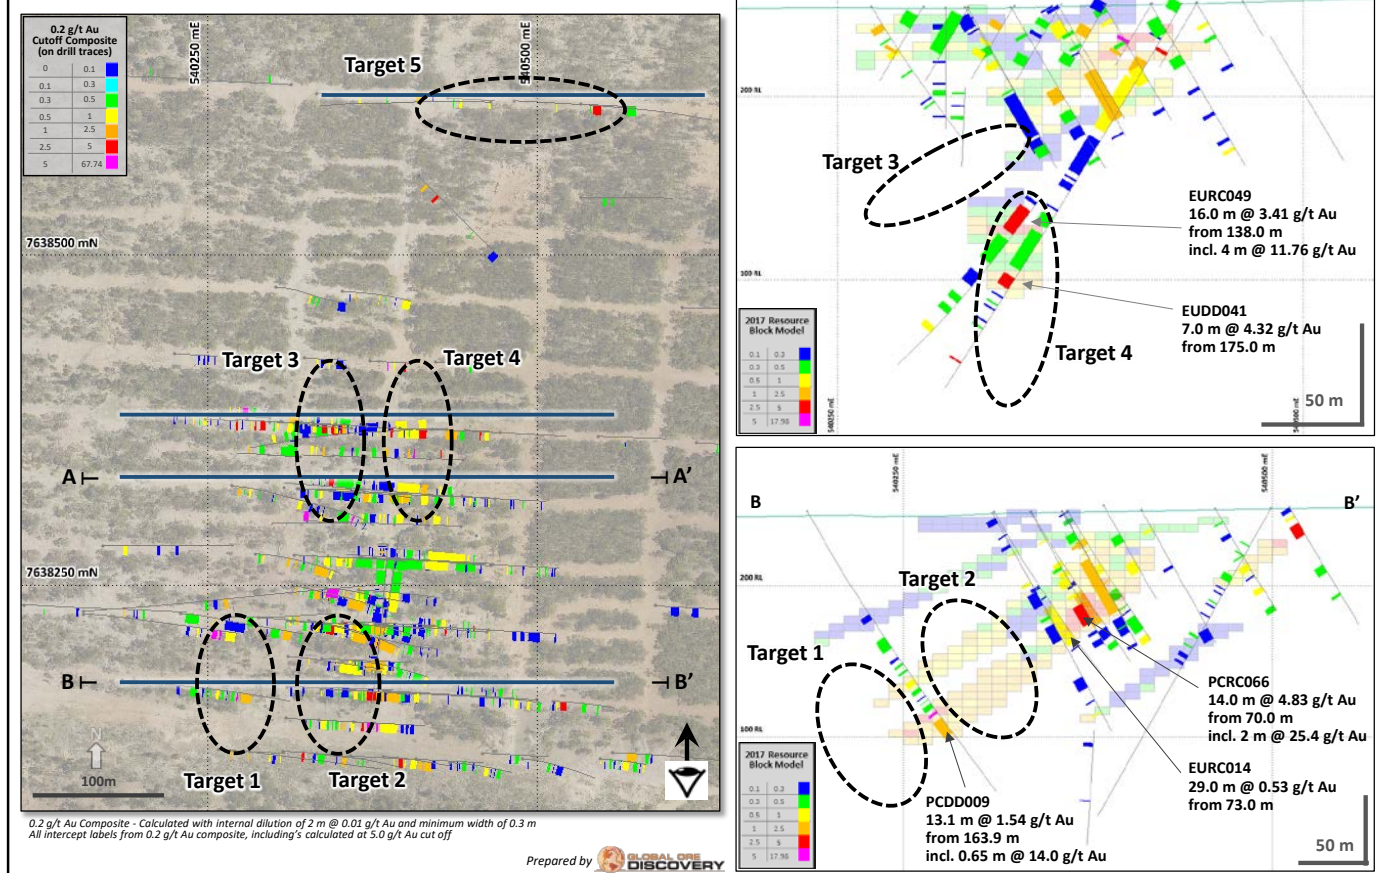 0.2 g/t Au
Cutoff Composite
(on drill traces)
0 0.1
0.1 0.3
0.3 0.5
0.5 1
1 2.5
2.5 5
5 67.74
540250 mE
540500 mE
Target 5
7638500 mN
Target 3
Target 4
A
A’
7638250 mN
B
B’
N
100m
Target 1
Target 2
0.2 g/t Au Composite - Calculated with internal dilution of 2 m @ 0.01 g/t Au and minimum width of 0.3 m
All intercept labels from 0.2 g/t Au composite, including's calculated at 5.0 g/t Au cut off
Prepared by GLOBAL ORE
DISCOVERY
200 RL
Target 3
EURC049
16.0 m @ 3.41 g/t Au
from 138.0 m
incl. 4 m @ 11.76 g/t Au
100 RL
EUDD041
7.0 m @ 4.32 g/t Au
from 175.0 m
Target 4
2017 Resource
Block Model
0.1 0.3
0.3 0.5
0.5 1
1 2.5
2.5 5
5 17.98
540250 mE
540500 mE
50 m
B
540250 mE
540500 mE
B’
200 RL
Target 2
Target 1
PCRC066
14.0 m @ 4.83 g/t Au
from 70.0 m
incl. 2 m @ 25.4 g/t Au
100 RL
EURC014
29.0 m @ 0.53 g/t Au
from 73.0 m
PCDD009
13.1 m @ 1.54 g/t Au
from 163.9 m
incl. 0.65 m @ 14.0 g/t Au
2017 Resource
Block Model
0.1 0.3
0.3 0.5
0.5 1
1 2.5
2.5 5
5 17.98
50 m